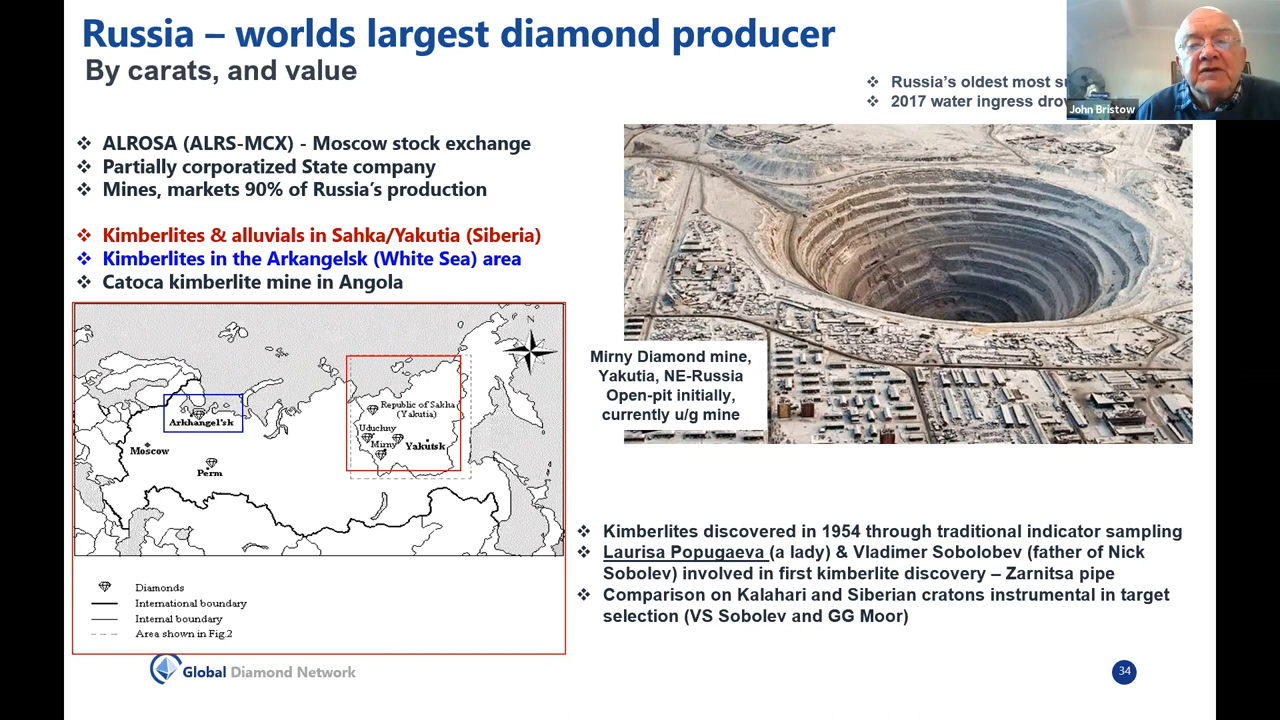 Russia – worlds largest diamond producer
By carats, and value
❖ Russia's oldest most
❖ 2017 water ingress
John Bristow
❖ ALROSA (ALRS-MCX) - Moscow stock exchange
❖ Partially corporatized State company
❖ Mines, markets 90% of Russia's production
❖ Kimberlites & alluvials in Sahka/Yakutia (Siberia)
❖ Kimberlites in the Arkangelsk (White Sea) area
❖ Catoca kimberlite mine in Angola
N
Republic of Sakha
(Yakutia)
Arkhangel'sk
Uduchny
Mirny
Yakutsk
Moscow
Perm
Diamonds
International boundary
Internal boundary
Area shown in Fig.2
Mirny Diamond mine,
Yakutia, NE-Russia
Open-pit initially,
currently u/g mine
❖ Kimberlites discovered in 1954 through traditional indicator sampling
❖ Laurisa Popugaeva (a lady) & Vladimer Sobolobev (father of Nick
Sobolev) involved in first kimberlite discovery – Zarnitsa pipe
❖ Comparison on Kalahari and Siberian cratons instrumental in target
selection (VS Sobolev and GG Moor)
Global Diamond Network
34